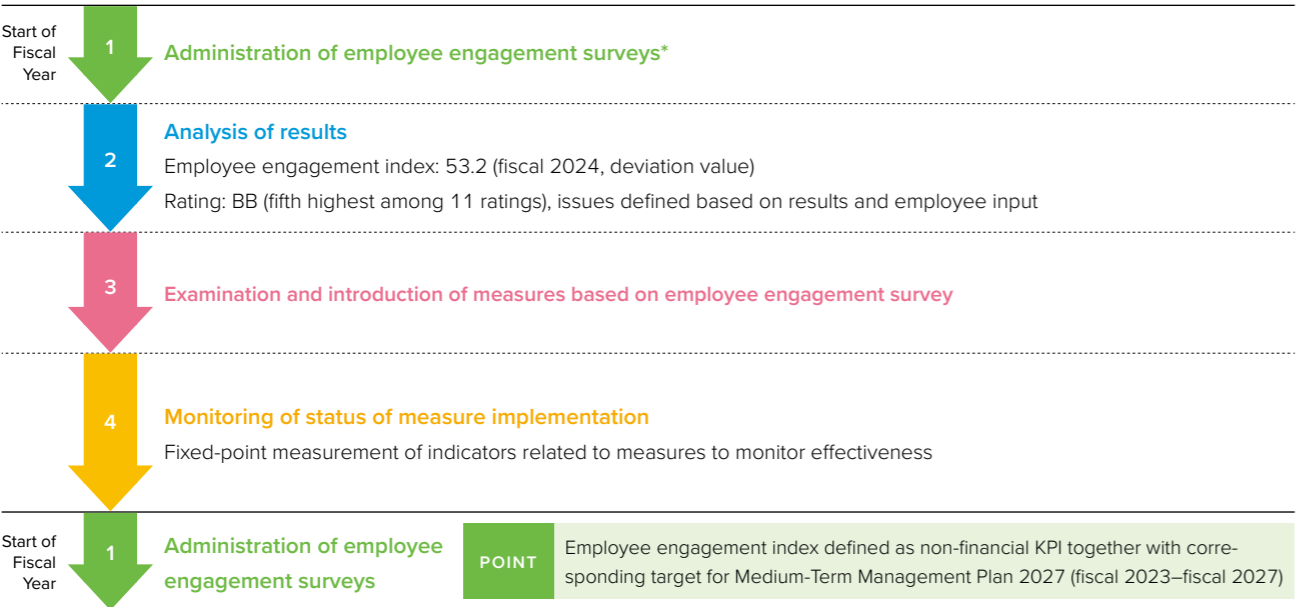 Start of
Fiscal
Year
1
Administration of employee engagement surveys*
2
Analysis of results
Employee engagement index: 53.2 (fiscal 2024, deviation value)
Rating: BB (fifth highest among 11 ratings), issues defined based on results and employee input
3
Examination and introduction of measures based on employee engagement survey
4
Monitoring of status of measure implementation
Fixed-point measurement of indicators related to measures to monitor effectiveness
Start of
Fiscal
Year
1
Administration of employee
engagement surveys
POINT
Employee engagement index defined as non-financial KPI together with corre-
sponding target for Medium-Term Management Plan 2027 (fiscal 2023–fiscal 2027)